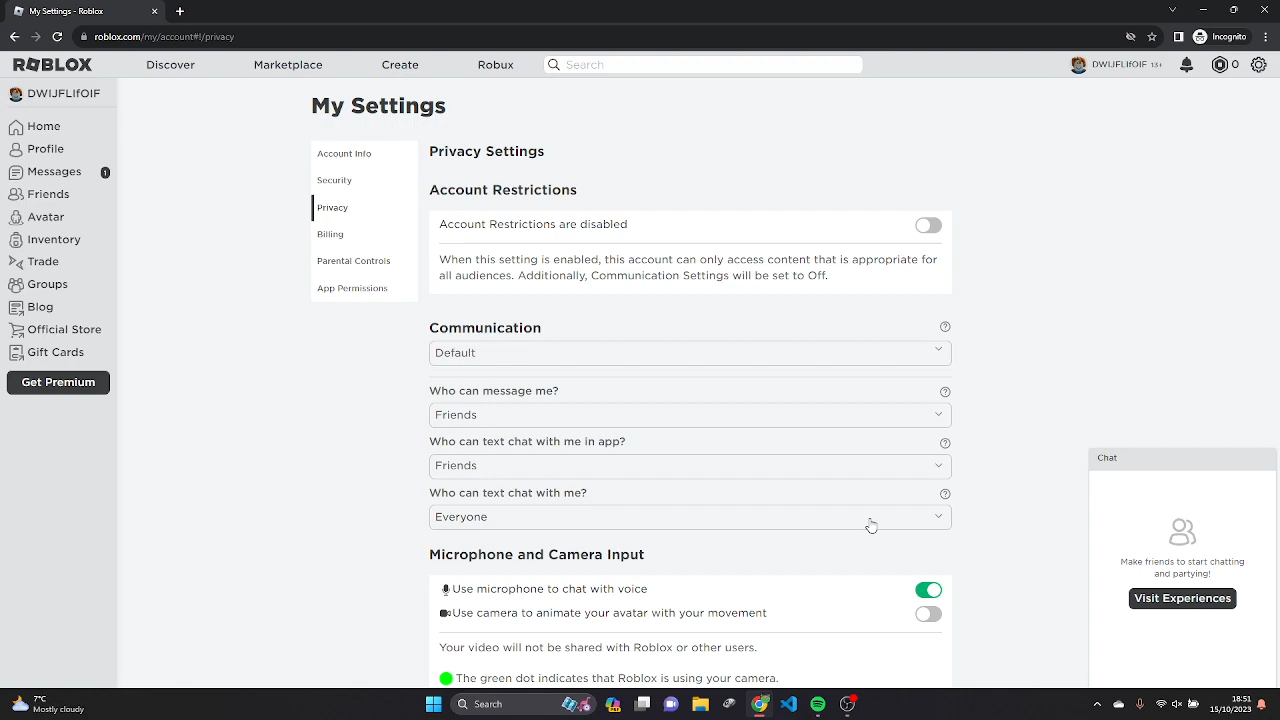 My Settings - Roblox
roblox.com/my/account#!/privacy
Incognito
ROBLOX
Discover
Marketplace
Create
Robux
Search
DWIJFLIfOIF 13+
0
DWIJFLIfOIF
Home
Profile
Messages 1
Friends
Avatar
Inventory
Trade
Groups
Blog
Official Store
Gift Cards
Get Premium
My Settings
Account Info
Security
Privacy
Billing
Parental Controls
App Permissions
Privacy Settings
Account Restrictions
Account Restrictions are disabled
When this setting is enabled, this account can only access content that is appropriate for
all audiences. Additionally, Communication Settings will be set to Off.
Communication
Default
Who can message me?
Friends
Who can text chat with me in app?
Friends
Who can text chat with me?
Everyone
Microphone and Camera Input
Use microphone to chat with voice
Use camera to animate your avatar with your movement
Your video will not be shared with Roblox or other users.
The green dot indicates that Roblox is using your camera.
Chat
Make friends to start chatting
and partying!
Visit Experiences
7°C
Mostly cloudy
Search
18:51
15/10/2023